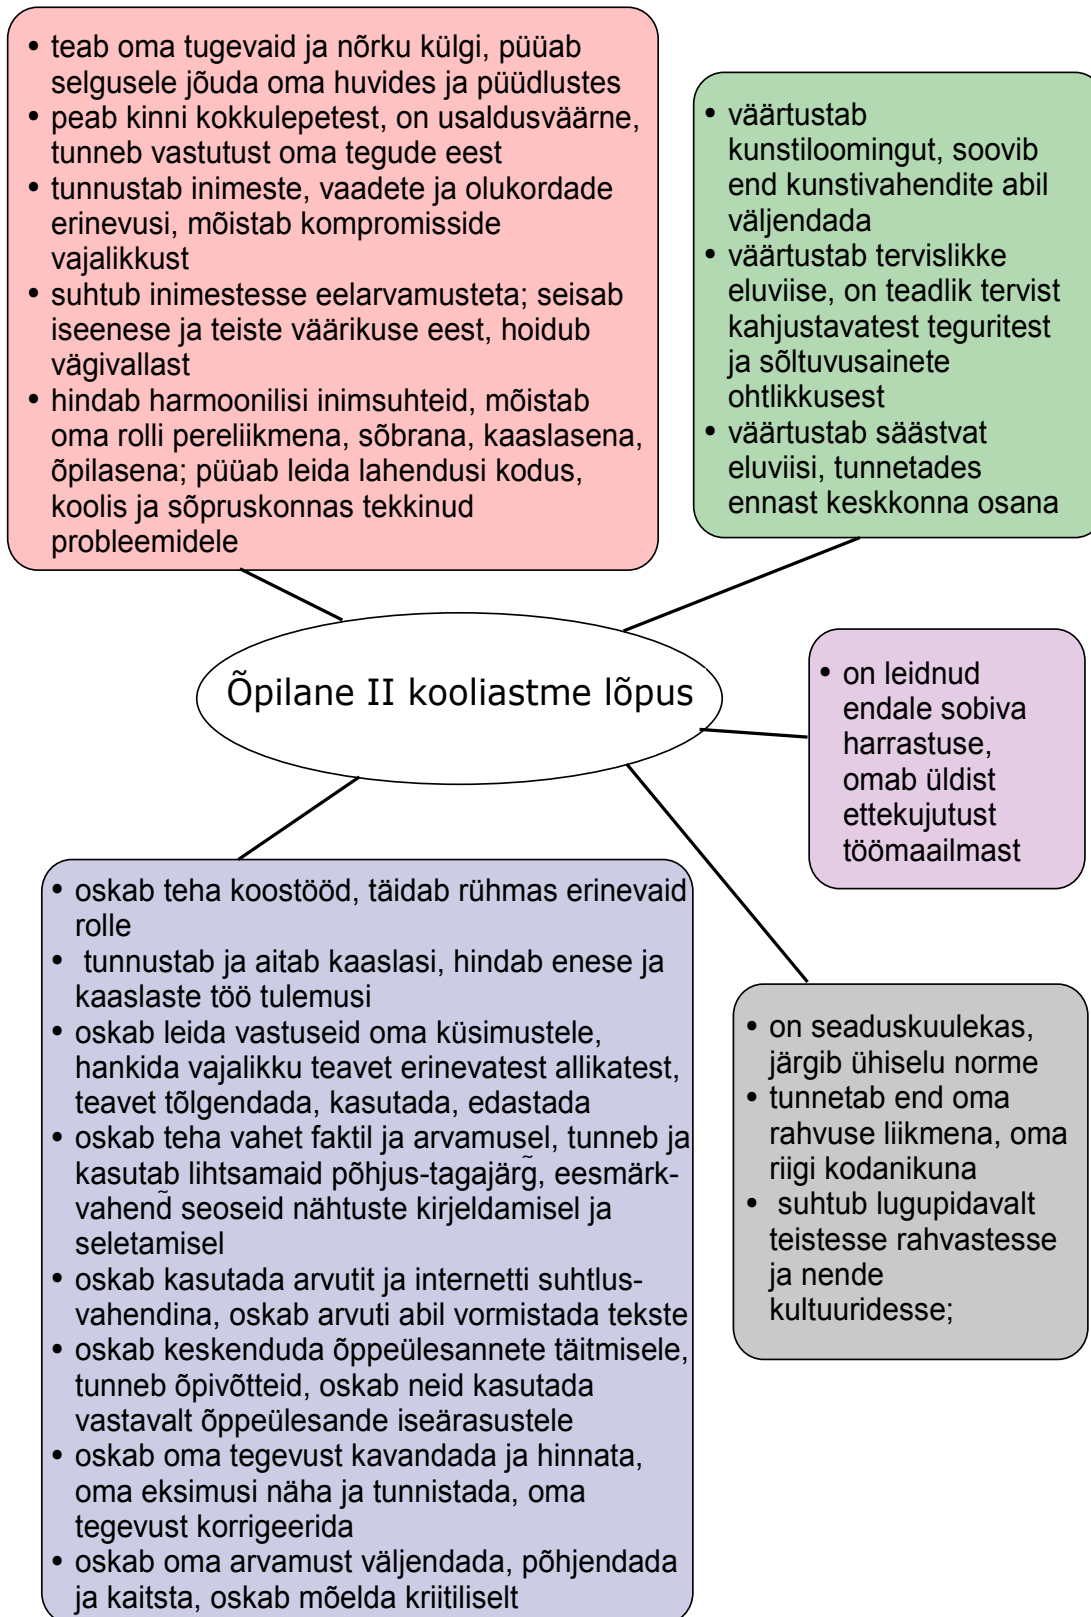 • teab oma tugevaid ja nõrku külgi, püüab
selgusele jõuda oma huvides ja püüdlustes
• peab kinni kokkulepetest, on usaldusväärne,
tunneb vastutust oma tegude eest
• tunnustab inimeste, vaadete ja olukordade
erinevusi, mõistab kompromisside
vajalikkust
• suhtub inimestesse eelarvamusteta; seisab
iseenese ja teiste väärikuse eest, hoidub
vägivallast
• hindab harmoonilisi inimsuhteid, mõistab
oma rolli pereliikmena, sõbrana, kaaslasena,
õpilasena; püüab leida lahendusi kodus,
koolis ja sõpruskonnas tekkinud
probleemidele
• väärtustab
kunstiloomingut, soovib
end kunstivahendite abil
väljendada
• väärtustab tervislikke
eluviise, on teadlik tervist
kahjustavatest teguritest
ja sõltuvusainete
ohtlikkusest
• väärtustab säästvat
eluviisi, tunnetades
ennast keskkonna osana
Õpilane II kooliastme lõpus
• on leidnud
endale sobiva
harrastuse,
omab üldist
ettekujutust
töömaailmast
• oskab teha koostööd, täidab rühmas erinevaid
rolle
• tunnustab ja aitab kaaslasi, hindab enese ja
kaaslaste töö tulemusi
• oskab leida vastuseid oma küsimustele,
hankida vajalikku teavet erinevatest allikatest,
teavet tõlgendada, kasutada, edastada
• oskab teha vahet faktil ja arvamusel, tunneb ja
kasutab lihtsamaid põhjus-tagajärg̃, eesmärk-
vahend̃ seoseid nähtuste kirjeldamisel ja
seletamisel
• oskab kasutada arvutit ja internetti suhtlus-
vahendina, oskab arvuti abil vormistada tekste
• oskab keskenduda õppeülesannete täitmisele,
tunneb õpivõtteid, oskab neid kasutada
vastavalt õppeülesande iseärasustele
• oskab oma tegevust kavandada ja hinnata,
oma eksimusi näha ja tunnistada, oma
tegevust korrigeerida
• oskab oma arvamust väljendada, põhjendada
ja kaitsta, oskab mõelda kriitiliselt
• on seaduskuulekas,
järgib ühiselu norme
• tunnetab end oma
rahvuse liikmena, oma
riigi kodanikuna
• suhtub lugupidavalt
teistesse rahvastesse
ja nende
kultuuridesse;